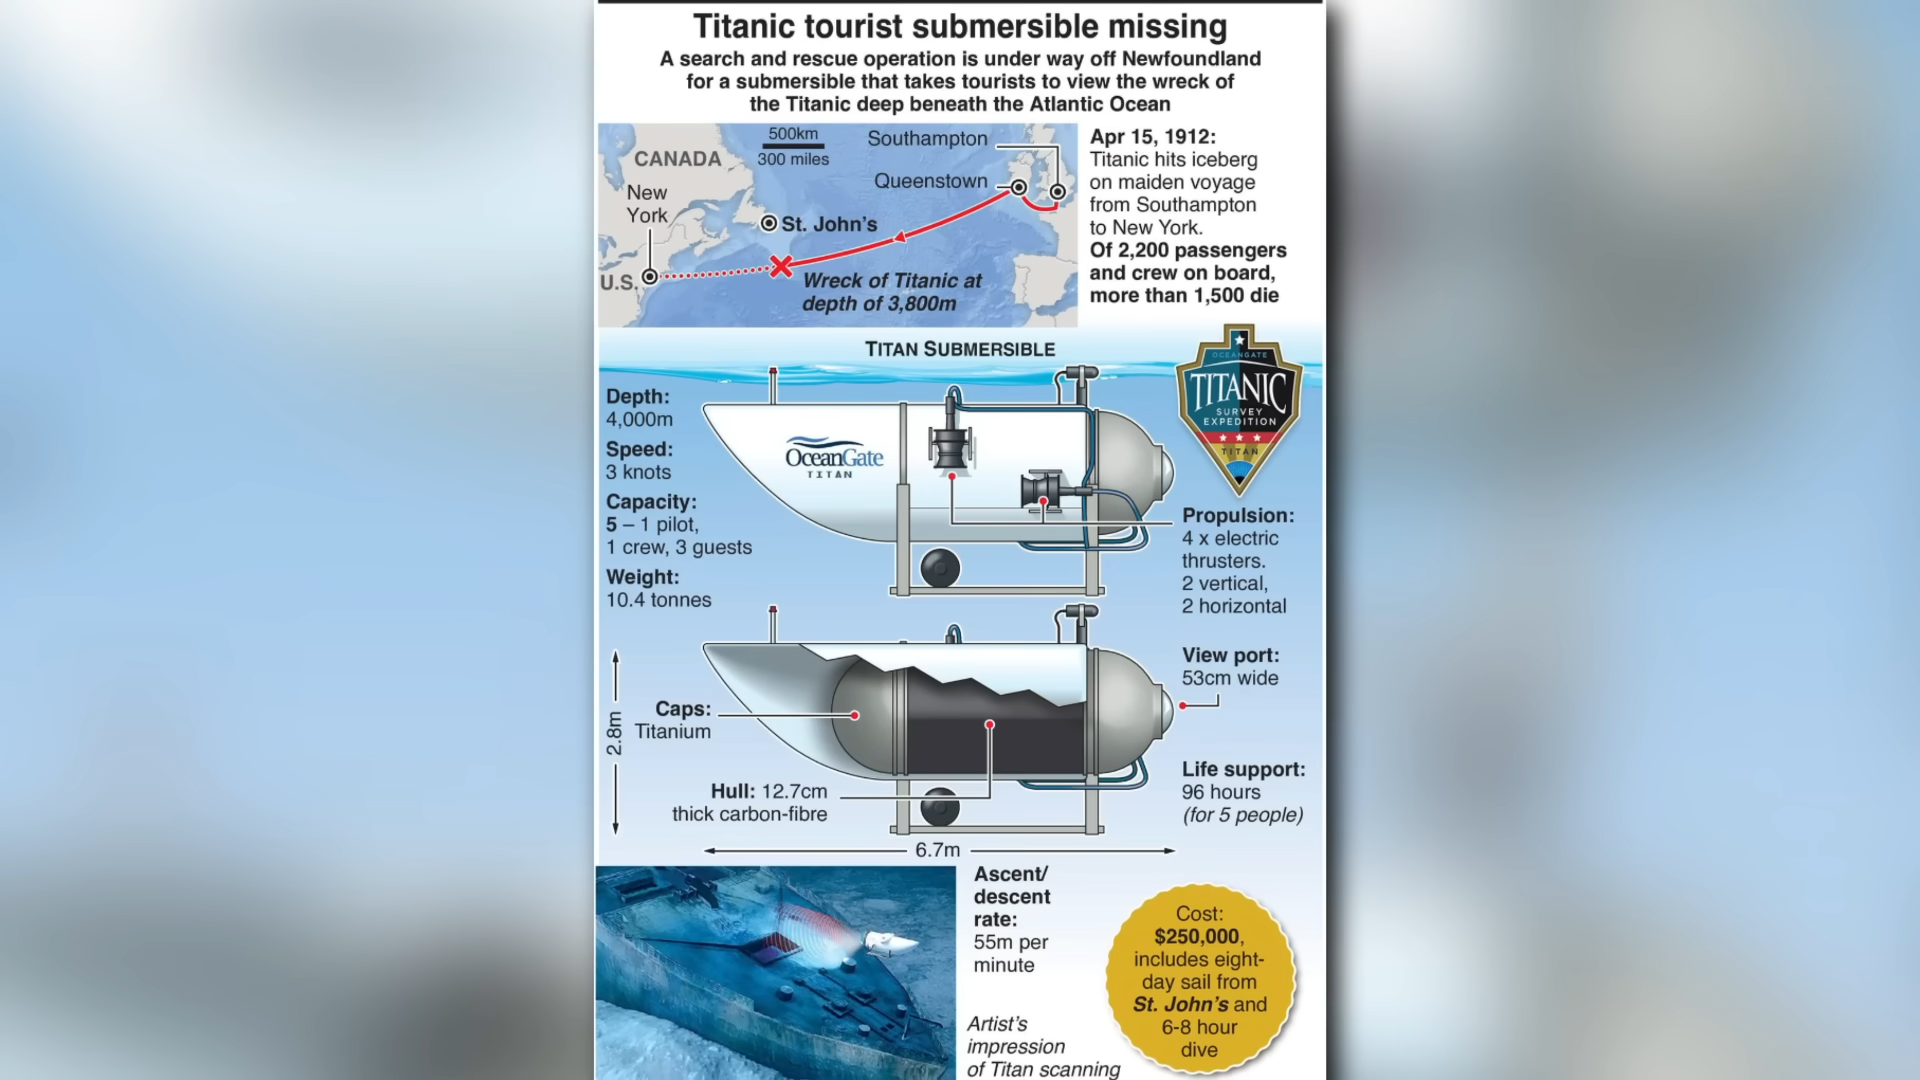 Titanic tourist submersible missing
A search and rescue operation is under way off Newfoundland
for a submersible that takes tourists to view the wreck of
the Titanic deep beneath the Atlantic Ocean
500km
300 miles
CANADA
New
York
U.S.
St. John's
Southampton
Queenstown
Wreck of Titanic at
depth of 3,800m
Apr 15, 1912:
Titanic hits iceberg
on maiden voyage
from Southampton
to New York.
Of 2,200 passengers
and crew on board,
more than 1,500 die
TITAN SUBMERSIBLE
Depth:
4,000m
Speed:
3 knots
Capacity:
5 – 1 pilot,
1 crew, 3 guests
Weight:
10.4 tonnes
OceanGate
TITAN
OCEANGATE
TITANIC
SURVEY
EXPEDITION
TITAN
Propulsion:
4 x electric
thrusters.
2 vertical,
2 horizontal
View port:
53cm wide
Caps:
Titanium
2.8m
Hull: 12.7cm
thick carbon-fibre
Life support:
96 hours
(for 5 people)
6.7m
Ascent/
descent
rate:
55m per
minute
Artist's
impression
of Titan scanning
Cost:
$250,000,
includes eight-
day sail from
St. John's and
6-8 hour
dive